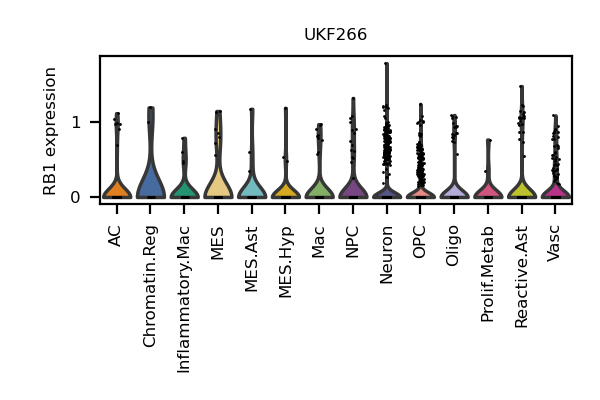 UKF266
RB1 expression
1
0
AC
Chromatin.Reg
Inflammatory.Mac
MES
MES.Ast
MES.Hyp
Mac
NPC
Neuron
OPC
Oligo
Prolif.Metab
Reactive.Ast
Vasc